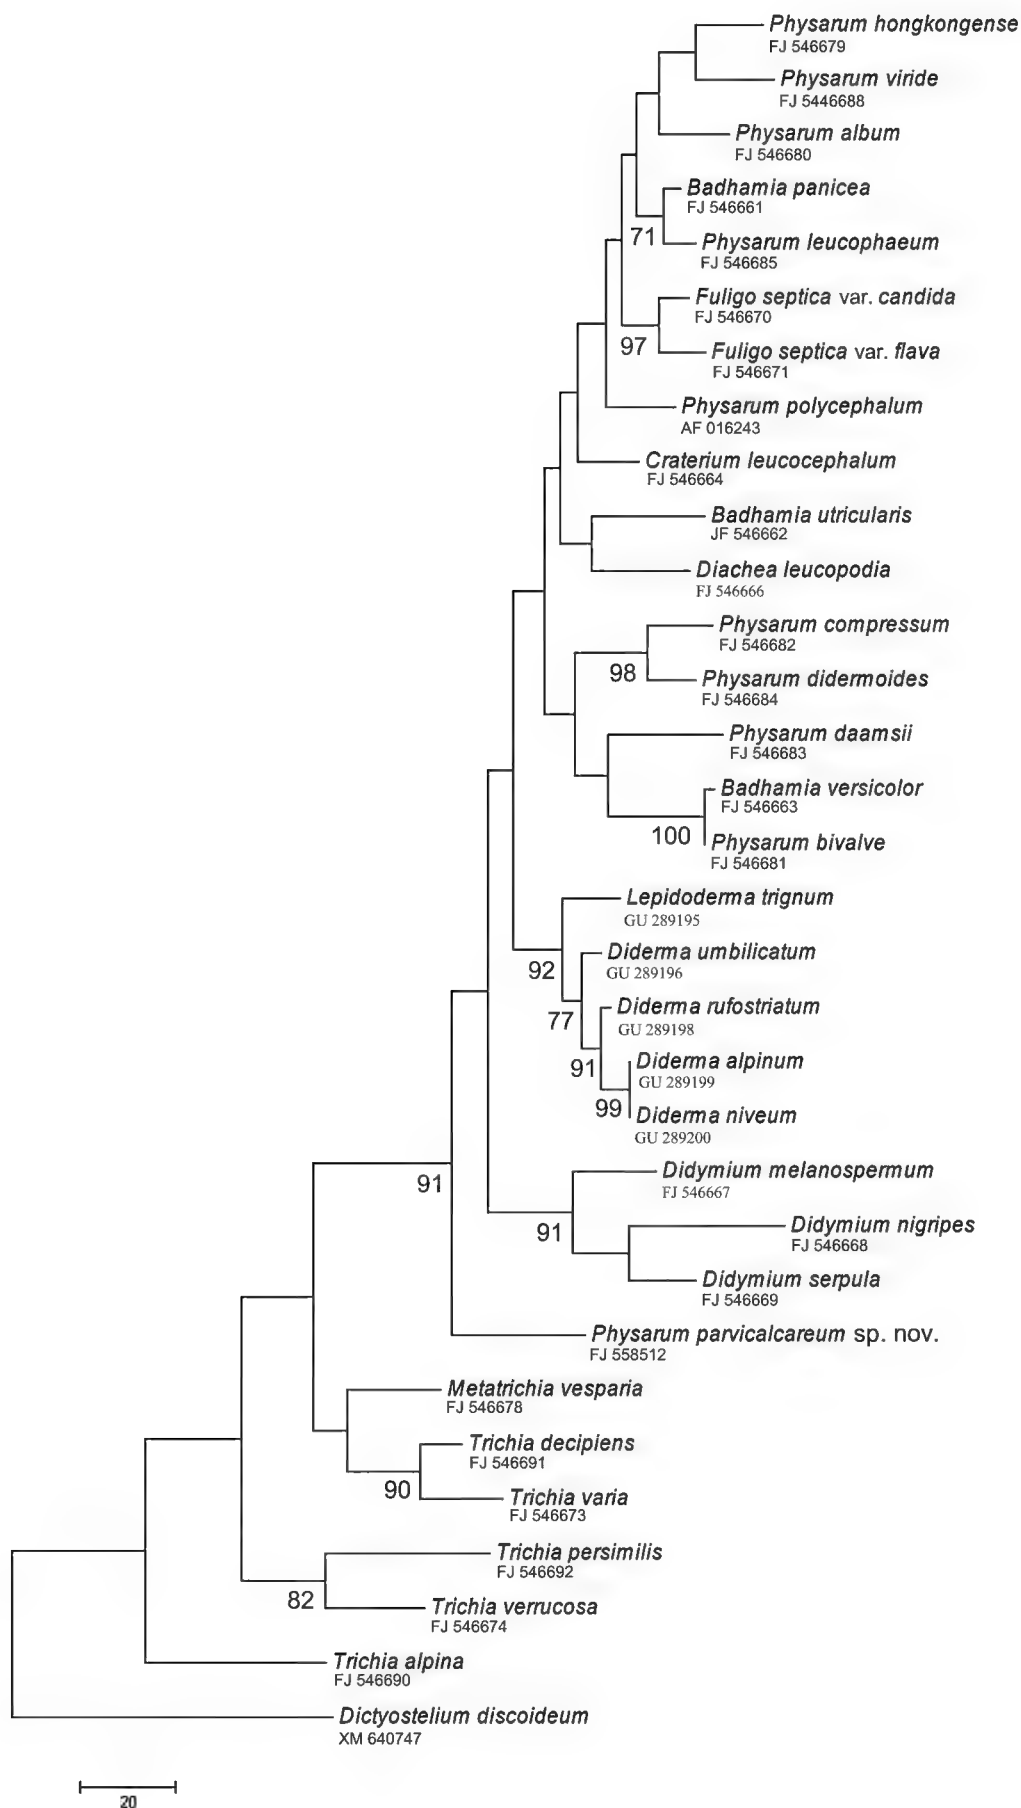 Physarum hongkongense
FJ 546679
Physarum viride
FJ 5446688
Physarum album
FJ 546680
Badhamia panicea
FJ 546661
71
Physarum leucophaeum
FJ 546685
Fuligo septica var. candida
FJ 546670
97
Fuligo septica var. flava
FJ 546671
Physarum polycephalum
AF 016243
Craterium leucocephalum
FJ 546664
Badhamia utricularis
JF 546662
Diachea leucopodia
FJ 546666
Physarum compressum
FJ 546682
98
Physarum didermoides
FJ 546684
Physarum daamsii
FJ 546683
Badhamia versicolor
FJ 546663
100
Physarum bivalve
FJ 546681
Lepidoderma trignum
GU 289195
Diderma umbilicatum
92
GU 289196
Diderma rufostriatum
77
GU 289198
Diderma alpinum
91
GU 289199
99
Diderma niveum
GU 289200
Didymium melanospermum
91
FJ 546667
Didymium nigripes
91
FJ 546668
Didymium serpula
FJ 546669
Physarum parvicalcareum sp. nov.
FJ 558512
Metatrichia vesparia
FJ 546678
Trichia decipiens
FJ 546691
90
Trichia varia
FJ 546673
Trichia persimilis
FJ 546692
82
Trichia verrucosa
FJ 546674
Trichia alpina
FJ 546690
Dictyostelium discoideum
XM 640747
20